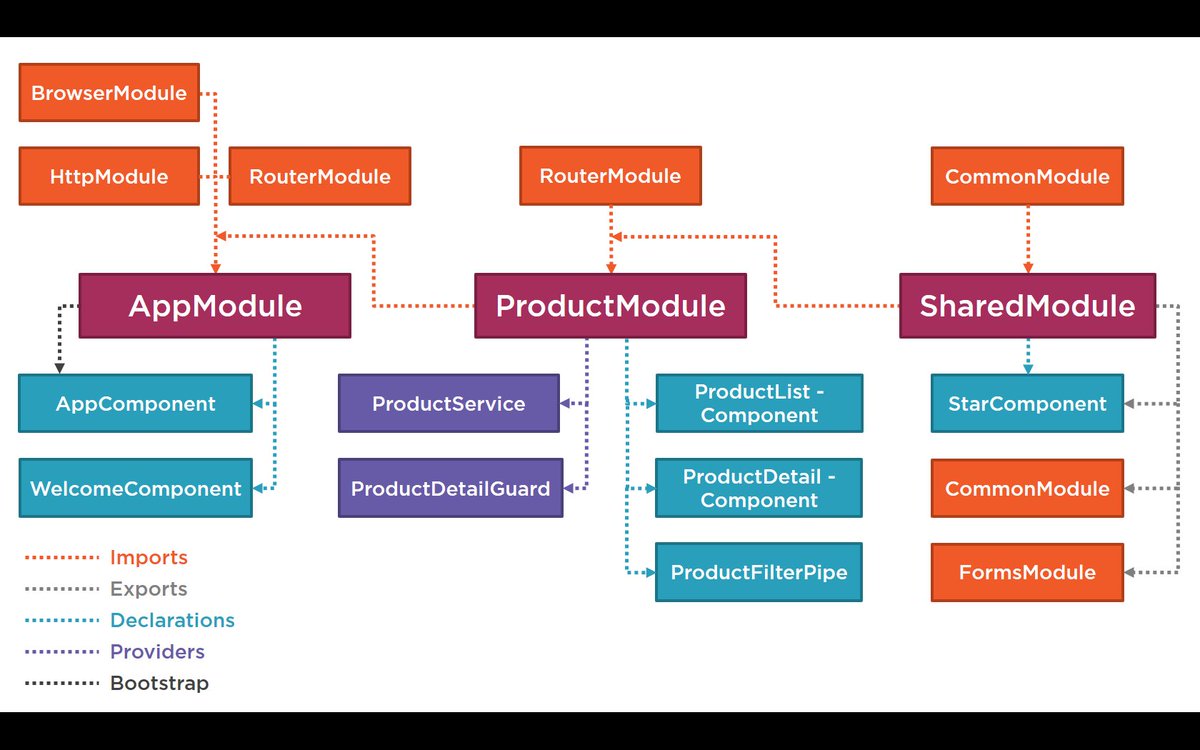 BrowserModule
HttpModule
RouterModule
RouterModule
CommonModule
AppModule
ProductModule
SharedModule
AppComponent
ProductService
ProductList -
Component
StarComponent
WelcomeComponent
ProductDetailGuard
ProductDetail -
Component
CommonModule
ProductFilterPipe
FormsModule
Imports
Exports
Declarations
Providers
Bootstrap